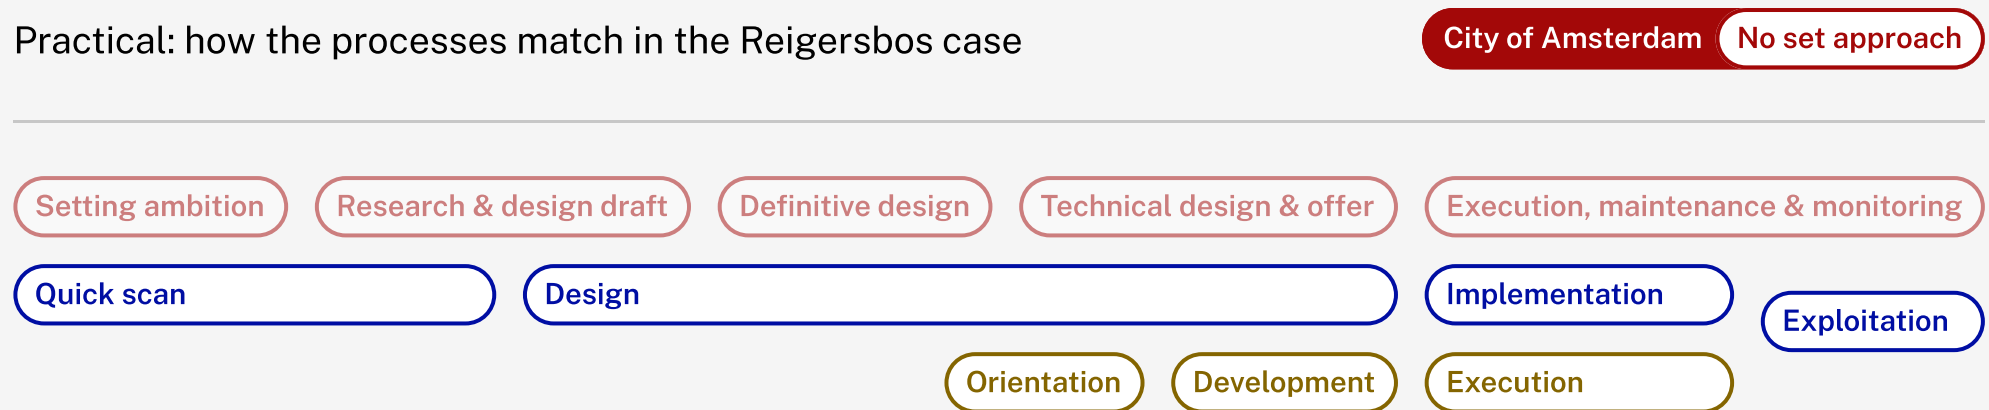 Practical: how the processes match in the Reigersbos case
City of Amsterdam No set approach
Setting ambition Research & design draft Definitive design Technical design & offer Execution, maintenance & monitoring
Quick scan Design Implementation
Exploitation
Orientation Development Execution